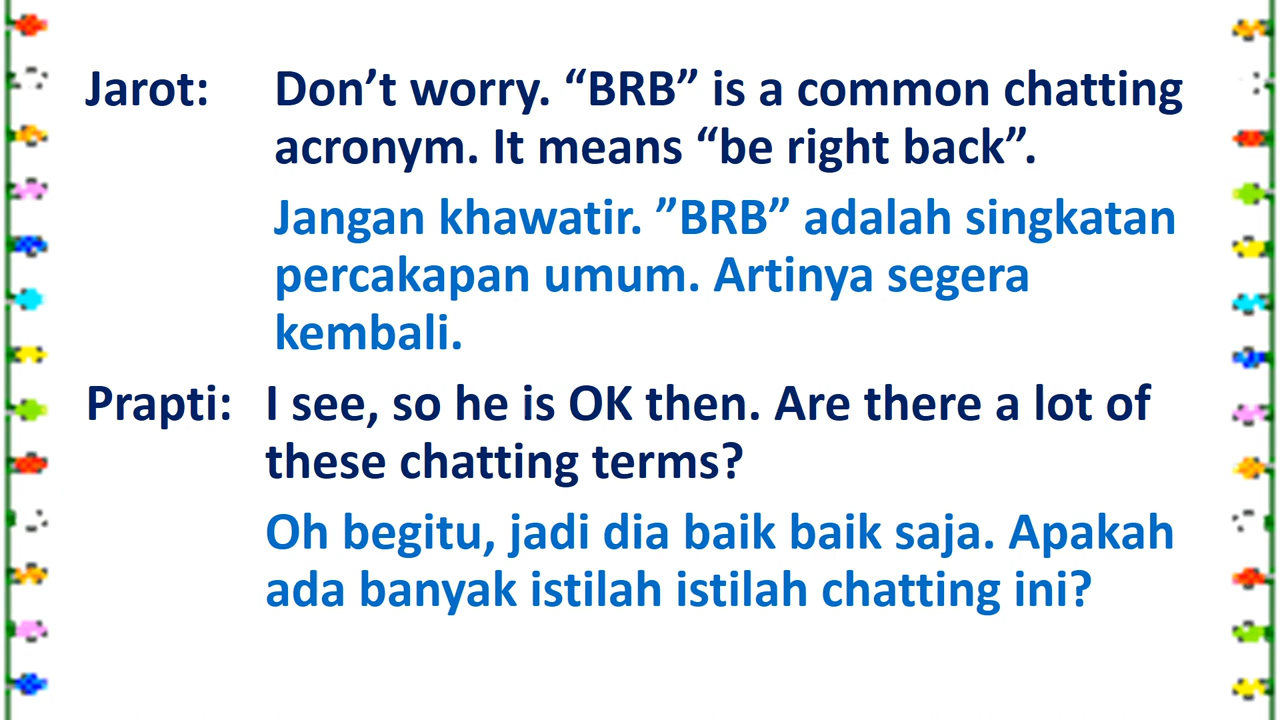 Jarot: Don’t worry. “BRB” is a common chatting
acronym. It means “be right back”.
Jangan khawatir. ”BRB” adalah singkatan
percakapan umum. Artinya segera
kembali.
Prapti: I see, so he is OK then. Are there a lot of
these chatting terms?
Oh begitu, jadi dia baik baik saja. Apakah
ada banyak istilah istilah chatting ini?